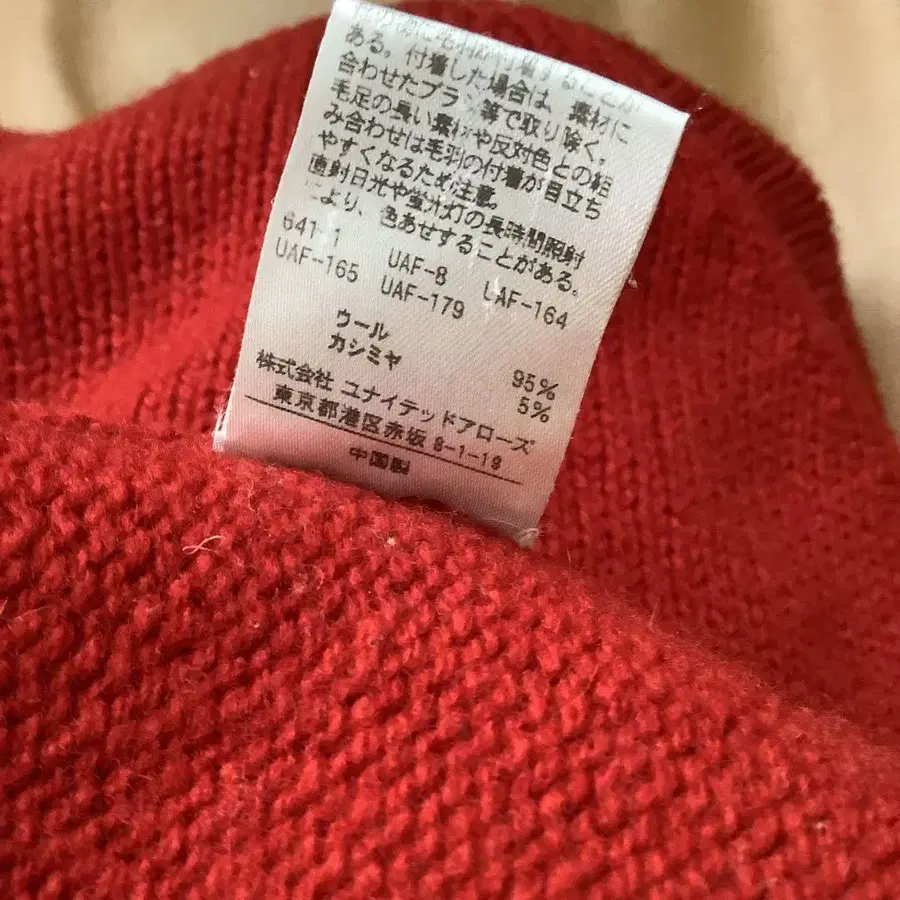 ある。付着した場合は、素材に
合わせたブラシ等で取り除く。
毛足の長い素材や反対色との組
み合わせは毛羽の付着が目立ち
やすくなるため注意。
直射日光や蛍光灯の長時間照射
により、色あせすることがある。
641-1 UAF-8 UAF-164
UAF-165 UAF-179
ウール 95%
カシミヤ 5%
株式会社 ユナイテッドアローズ
東京都港区赤坂 8-1-19
中国製